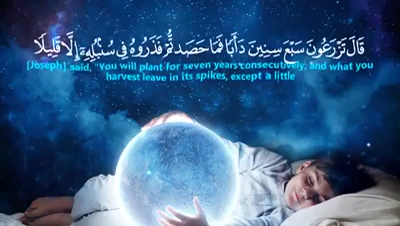 قَالَ تَزْرَعُونَ سَبْعَ سِنِينَ دَأَبًا فَمَا حَصَدتُّمْ فَذَرُوهُ فِي سُنۢبُلِهِۦٓ إِلَّا قَلِيلًا
[Joseph] said, "You will plant for seven years consecutively; and what you
harvest leave in its spikes, except a little